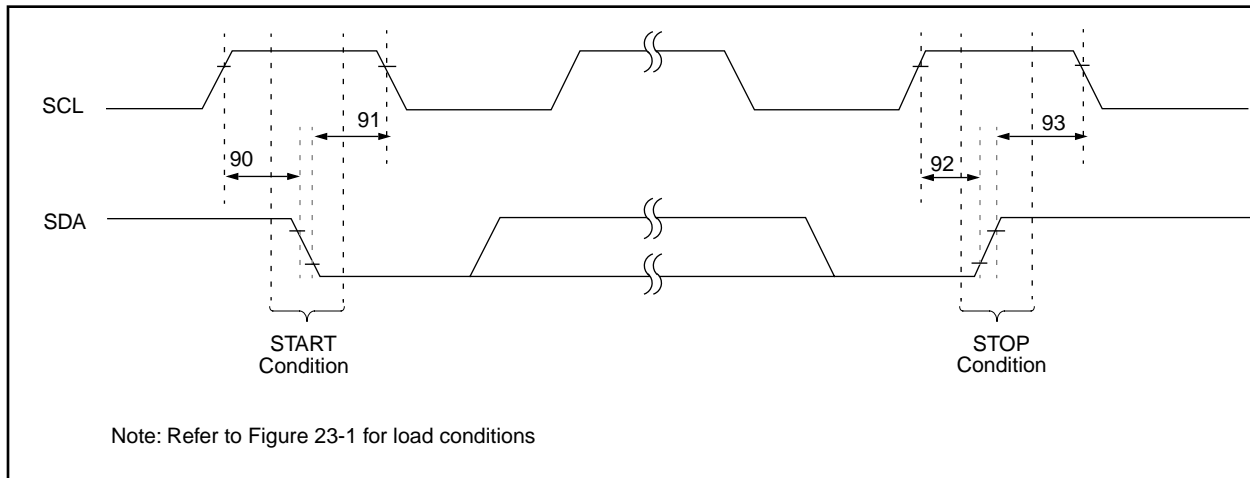 SCL
91
93
90
92
SDA
START
Condition
STOP
Condition
Note: Refer to Figure 23-1 for load conditions